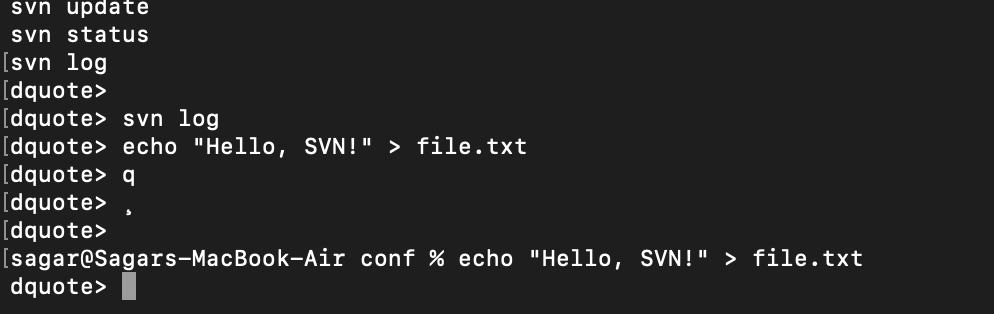 svn update
svn status
[svn log
[dquote>
[dquote> svn log
[dquote> echo "Hello, SVN!" > file.txt
[dquote> q
[dquote> ¸
[dquote>
[sagar@Sagars-MacBook-Air conf % echo "Hello, SVN!" > file.txt
dquote>